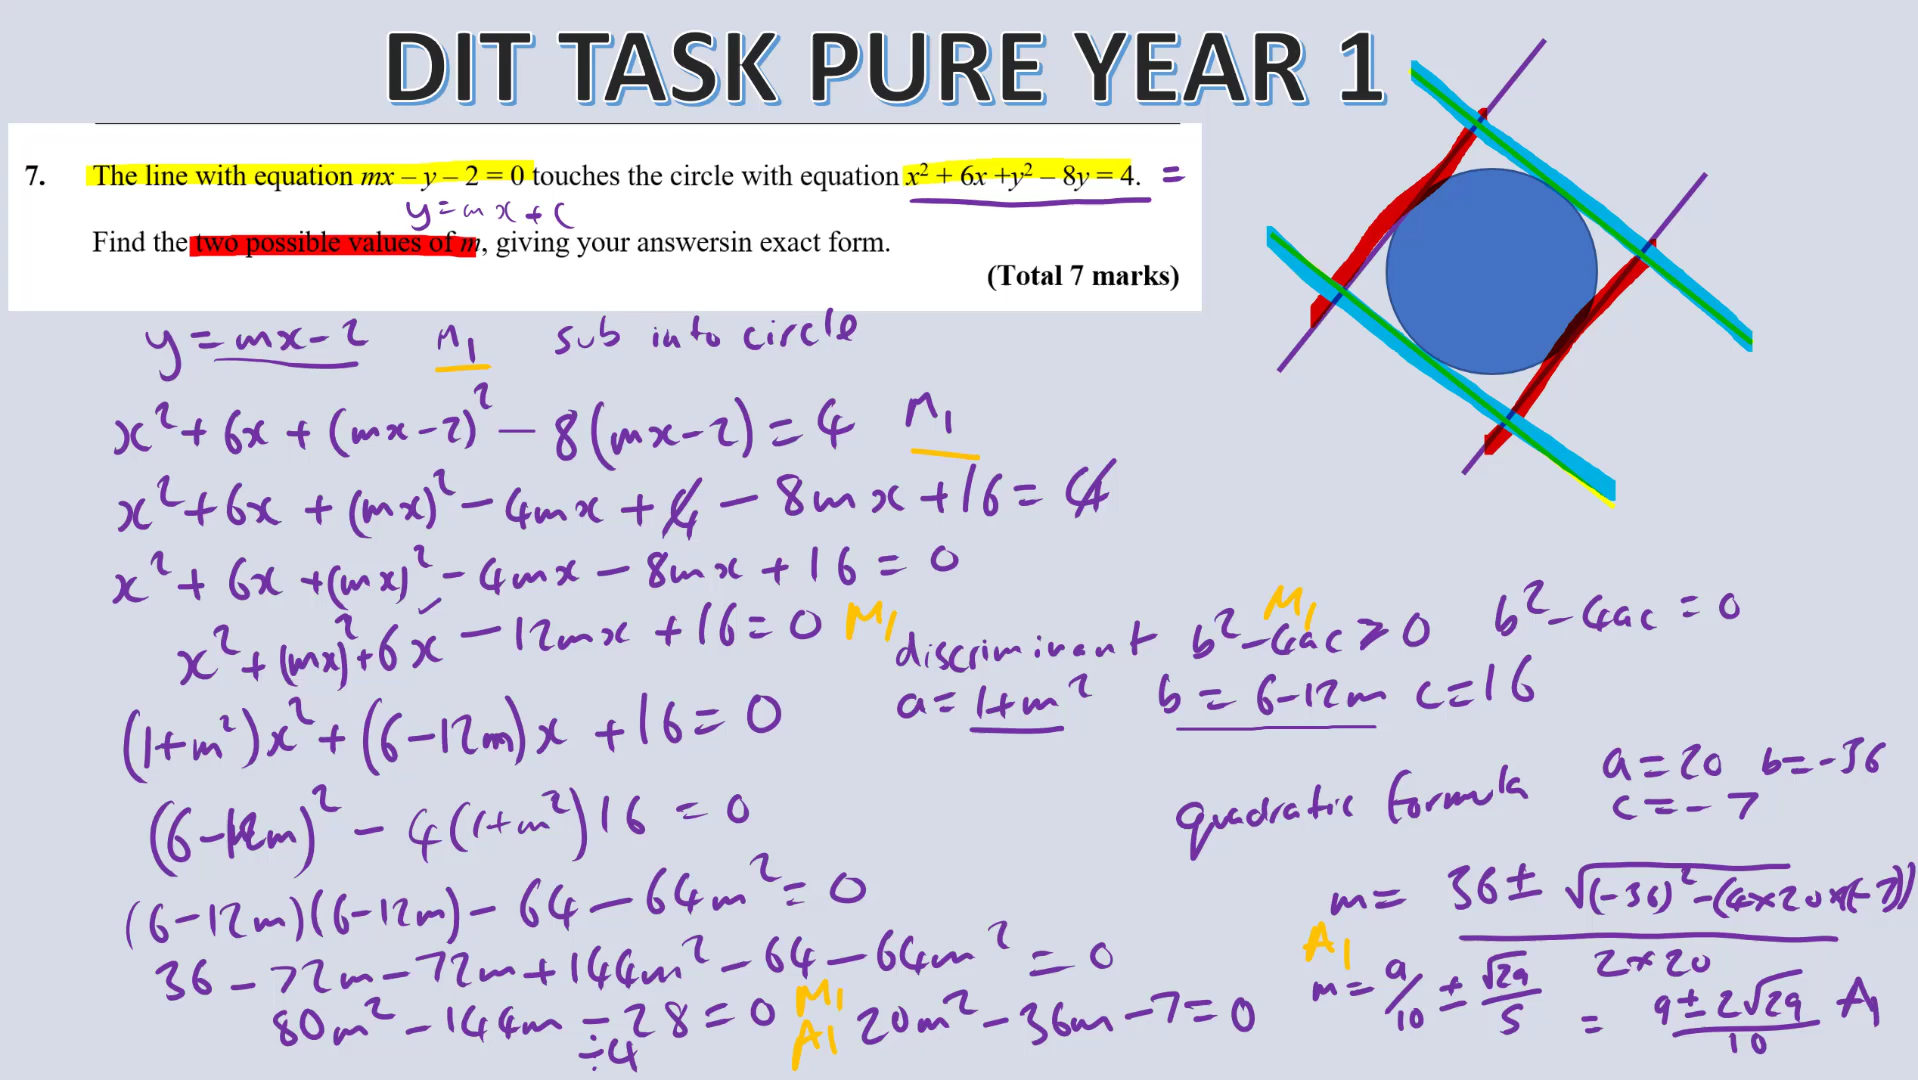 DIT TASK PURE YEAR 1
7. The line with equation mx – y – 2 = 0 touches the circle with equation x² + 6x +y² – 8y = 4. =
y = mx + c
Find the two possible values of m, giving your answersin exact form.
(Total 7 marks)
y = mx - 2 M1 sub into circle
x² + 6x + (mx - 2)² - 8(mx - 2) = 4 M1
x² + 6x + (mx)² - 4mx + 4 - 8mx + 16 = 4
x² + 6x + (mx)² - 4mx - 8mx + 16 = 0
x² + (mx)² + 6x - 12mx + 16 = 0 M1
discriminant b² - 4ac > 0 M1 b² - 4ac = 0
a = 1 + m² b = 6 - 12m c = 16
(1 + m²)x² + (6 - 12m)x + 16 = 0
(6 - 12m)² - 4(1 + m²)16 = 0
(6 - 12m)(6 - 12m) - 64 - 64m² = 0
36 - 72m - 72m + 144m² - 64 - 64m² = 0
80m² - 144m - 28 = 0 M1
÷4 A1 20m² - 36m - 7 = 0
quadratic formula a = 20 b = -36
c = -7
m = 36 ± √(-36)² - (4 × 20 × (-7))
2 × 20
A1
m = 9/10 ± √29/5 = 9 ± 2√29/10 A1